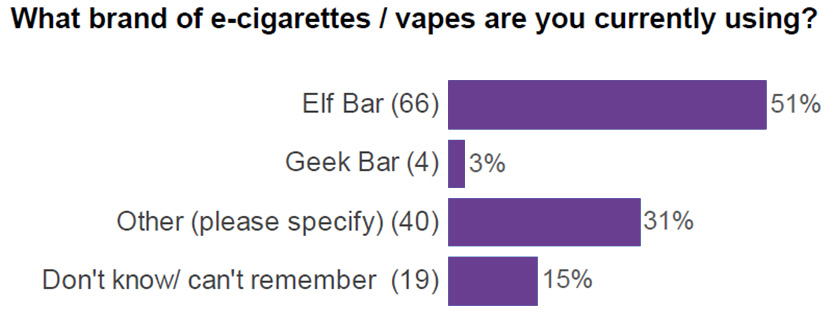 What brand of e-cigarettes / vapes are you currently using?
Elf Bar (66) 51%
Geek Bar (4) 3%
Other (please specify) (40) 31%
Don't know/ can't remember  (19) 15%